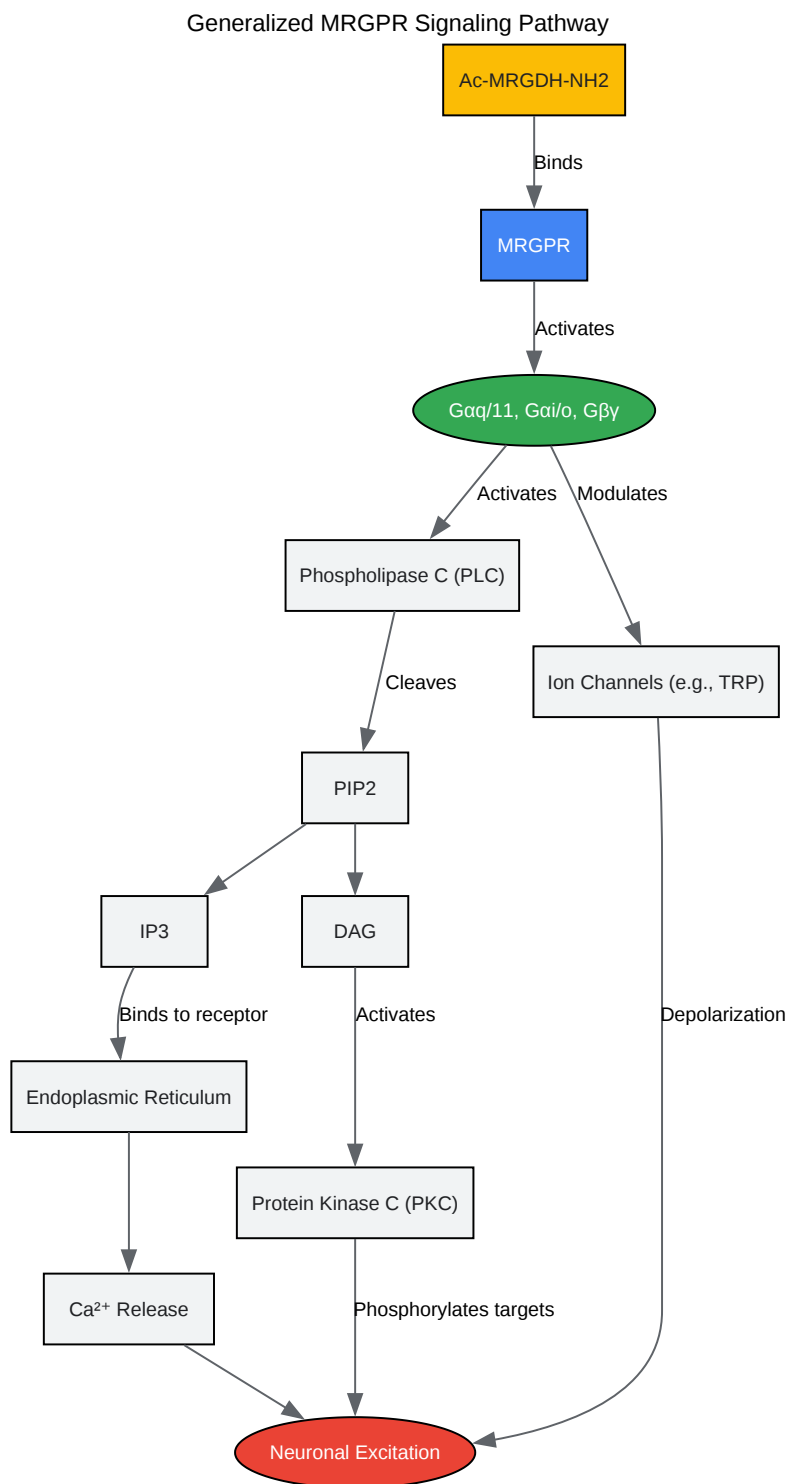 Generalized MRGPR Signaling Pathway
Ac-MRGDH-NH2
Binds
MRGPR
Activates
Gαq/11, Gαi/o, Gβγ
Activates
Modulates
Phospholipase C (PLC)
Ion Channels (e.g., TRP)
Cleaves
PIP2
IP3
DAG
Binds to receptor
Activates
Depolarization
Endoplasmic Reticulum
Protein Kinase C (PKC)
Ca²⁺ Release
Phosphorylates targets
Neuronal Excitation